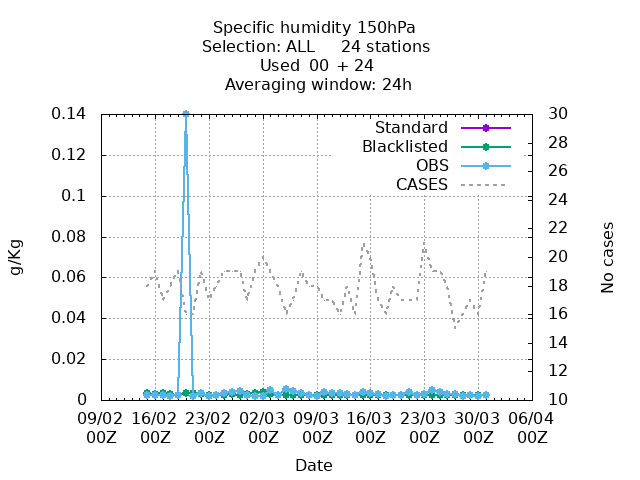 Specific humidity 150hPa
Selection: ALL 24 stations
Used 00 + 24
Averaging window: 24h
0.14
0.12
0.1
0.08
0.06
0.04
0.02
0
g/Kg
Standard
Blacklisted
OBS
CASES
30
28
26
24
22
20
18
16
14
12
10
No cases
09/02 16/02 23/02 02/03 09/03 16/03 23/03 30/03 06/04
00Z 00Z 00Z 00Z 00Z 00Z 00Z 00Z 00Z
Date